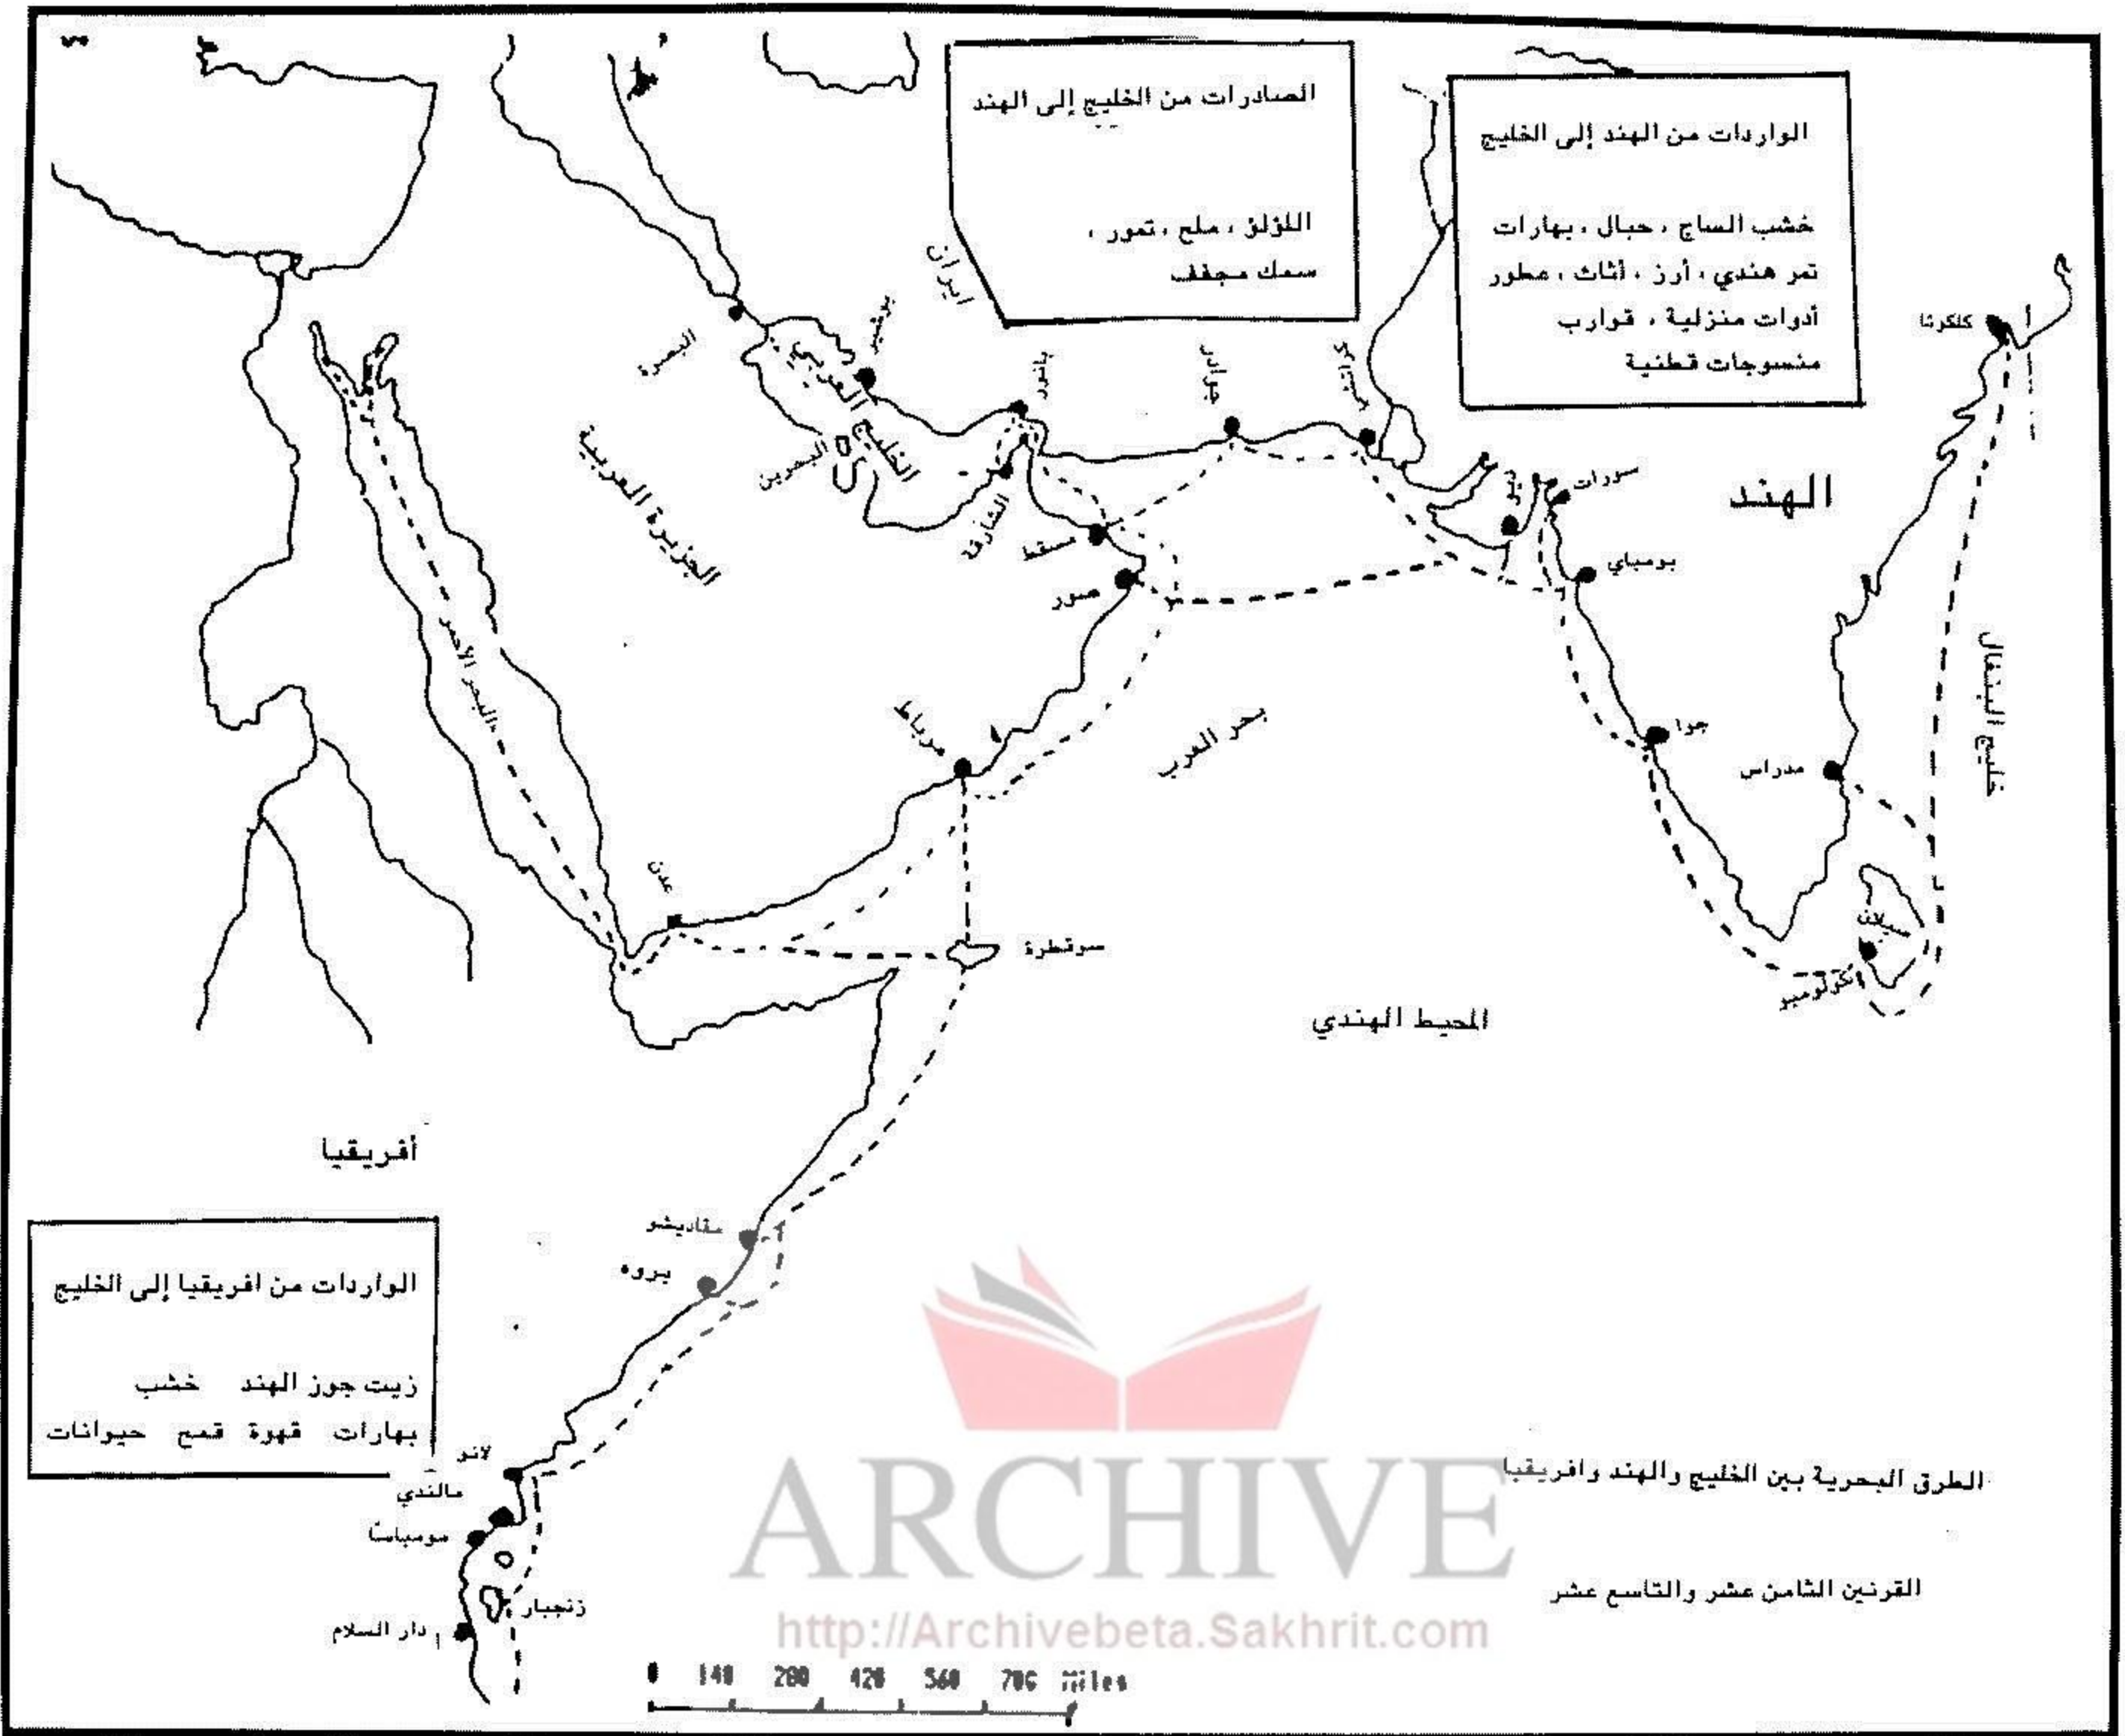 الصادرات من الخليج إلى الهند
اللؤلؤ ، ملح ، تمور ،
سمك مجفف
الواردات من الهند إلى الخليج
خشب الساج ، حبال ، بهارات
تمر هندي ، أرز ، أثاث ، عطور
أدوات منزلية ، قوارب
منسوجات قطنية
ايران
البصرة
بوشهر
الخليج العربي
البحرين
الشارقة
جوادر
مسقط
صور
ديو
سورات
بومباي
الهند
كلكوتا
خليج البنغال
جوا
مدراس
سيلان
كولومبو
الجزيرة العربية
البحر الأحمر
مرباط
بحر العرب
عدن
سوقطرة
المحيط الهندي
أفريقيا
مقاديشو
بروه
الواردات من افريقيا إلى الخليج
زيت جوز الهند خشب
بهارات قهوة قمح حيوانات
لامو
مالندي
مومباسا
زنجبار
دار السلام
الطرق البحرية بين الخليج والهند وافريقيا
القرنين الثامن عشر والتاسع عشر
ARCHIVE
http://Archivebeta.Sakhrit.com
0 140 280 420 560 700 Miles